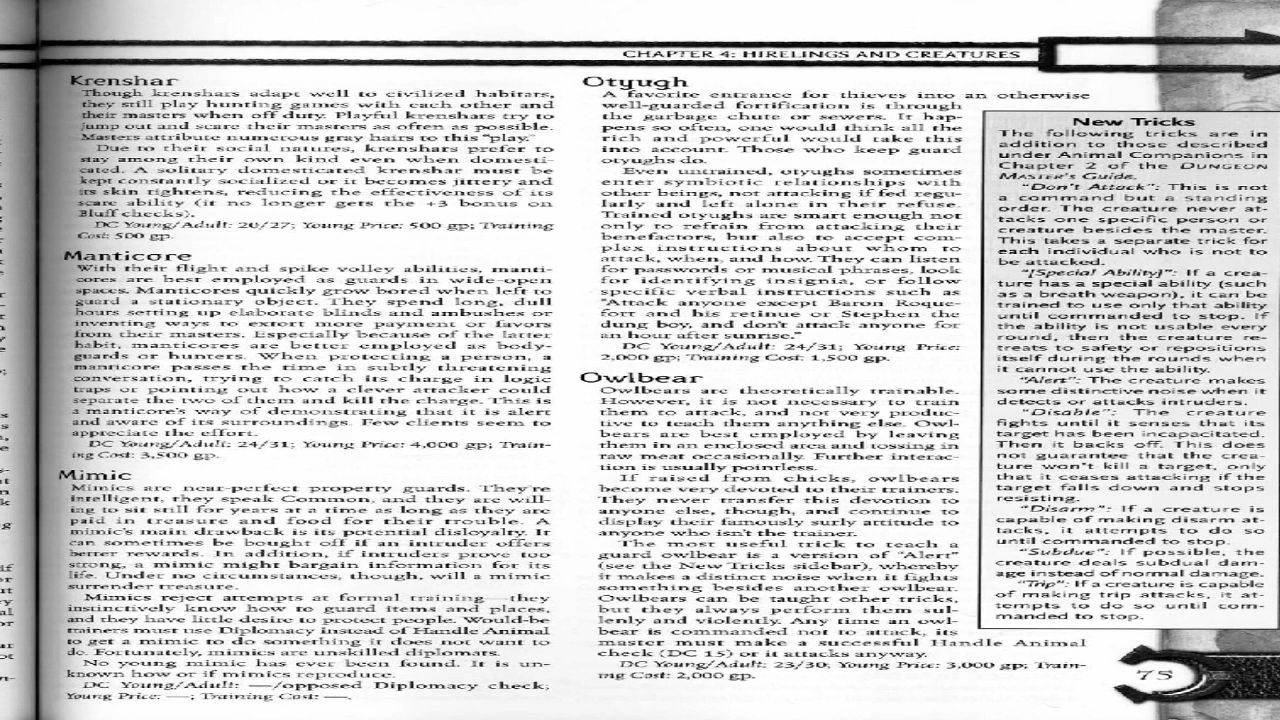 CHAPTER 4: HIRELINGS AND CREATURES
Krenshar
Though krenshars adapt well to civilized habitats,
they still play hunting games with each other and
their masters when off duty. Playful krenshars try to
jump out and scare their masters as often as possible.
Masters attribute numerous gray hairs to this "play."
Due to their social natures, krenshars prefer to
stay among their own kind even when domesti-
cated. A solitary domesticated krenshar must be
kept constantly socialized or it becomes jittery and
its skin tightens, reducing the effectiveness of its
scare ability (it no longer gets the +3 bonus on
Bluff checks).
DC Young/Adult: 20/27; Young Price: 500 gp; Training
Cost: 500 gp.
Manticore
With their flight and spike volley abilities, manti-
cores are best employed as guards in wide-open
spaces. Manticores quickly grow bored when left to
guard a stationary object. They spend long, dull
hours setting up elaborate blinds and ambushes or
inventing ways to extort more payment or favors
from their masters. Especially because of the latter
habit, manticores are better employed as body-
guards or hunters. When protecting a person, a
manticore passes the time in subtly threatening
conversation, trying to catch its charge in logic
traps or pointing out how a clever attacker could
separate the two of them and kill the charge. This is
a manticore's way of demonstrating that it is alert
and aware of its surroundings. Few clients seem to
appreciate the effort.
DC Young/Adult: 24/31; Young Price: 4,000 gp; Train-
ing Cost: 3,500 gp.
Mimic
Mimics are near-perfect property guards. They're
intelligent, they speak Common, and they are will-
ing to sit still for years at a time as long as they are
paid in treasure and food for their trouble. A
mimic's main drawback is its potential disloyalty. It
can sometimes be bought off if an intruder offers
better rewards. In addition, if intruders prove too
strong, a mimic might bargain information for its
life. Under no circumstances, though, will a mimic
surrender treasure.
Mimics reject attempts at formal training—they
instinctively know how to guard items and places,
and they have little desire to protect people. Would-be
trainers must use Diplomacy instead of Handle Animal
to get a mimic to do something it does not want to
do. Fortunately, mimics are unskilled diplomats.
No young mimic has ever been found. It is un-
known how or if mimics reproduce.
DC Young/Adult: —/opposed Diplomacy check;
Young Price: —; Training Cost: —.
Otyugh
A favorite entrance for thieves into an otherwise
well-guarded fortification is through
the garbage chute or sewers. It hap-
pens so often, one would think all the
rich and powerful would take this
into account. Those who keep guard
otyughs do.
Even untrained, otyughs sometimes
enter symbiotic relationships with
other beings, not attacking if fed regu-
larly and left alone in their refuse.
Trained otyughs are smart enough not
only to refrain from attacking their
benefactors, but also to accept com-
plex instructions about whom to
attack, when, and how. They can listen
for passwords or musical phrases, look
for identifying insignia, or follow
specific verbal instructions such as
"Attack anyone except Baron Roque-
fort and his retinue or Stephen the
dung boy, and don't attack anyone for
an hour after sunrise."
DC Young/Adult: 24/31; Young Price:
2,000 gp; Training Cost: 1,500 gp.
Owlbear
Owlbears are theoretically trainable.
However, it is not necessary to train
them to attack, and not very produc-
tive to teach them anything else. Owl-
bears are best employed by leaving
them in an enclosed area and tossing in
raw meat occasionally. Further interac-
tion is usually pointless.
If raised from chicks, owlbears
become very devoted to their trainers.
They never transfer this devotion to
anyone else, though, and continue to
display their famously surly attitude to
anyone who isn't the trainer.
The most useful trick to teach a
guard owlbear is a version of "Alert"
(see the New Tricks sidebar), whereby
it makes a distinct noise when it fights
something besides another owlbear.
Owlbears can be taught other tricks,
but they always perform them sul-
lenly and violently. Any time an owl-
bear is commanded not to attack, its
master must make a successful Handle Animal
check (DC 15) or it attacks anyway.
DC Young/Adult: 23/30; Young Price: 3,000 gp; Train-
ing Cost: 2,000 gp.
New Tricks
The following tricks are in
addition to those described
under Animal Companions in
Chapter 2 of the DUNGEON
MASTER's Guide.
"Don't Attack": This is not
a command but a standing
order. The creature never at-
tacks one specific person or
creature besides the master.
This takes a separate trick for
each individual who is not to
be attacked.
"[Special Ability]": If a crea-
ture has a special ability (such
as a breath weapon), it can be
trained to use only that ability
until commanded to stop. If
the ability is not usable every
round, then the creature re-
treats to safety or repositions
itself during the rounds when
it cannot use the ability.
"Alert": The creature makes
some distinctive noise when it
detects or attacks intruders.
"Disable": The creature
fights until it senses that its
target has been incapacitated.
Then it backs off. This does
not guarantee that the crea-
ture won't kill a target, only
that it ceases attacking if the
target falls down and stops
resisting.
"Disarm": If a creature is
capable of making disarm at-
tacks, it attempts to do so
until commanded to stop.
"Subdue": If possible, the
creature deals subdual dam-
age instead of normal damage.
"Trip": If a creature is capable
of making trip attacks, it at-
tempts to do so until com-
manded to stop.
75